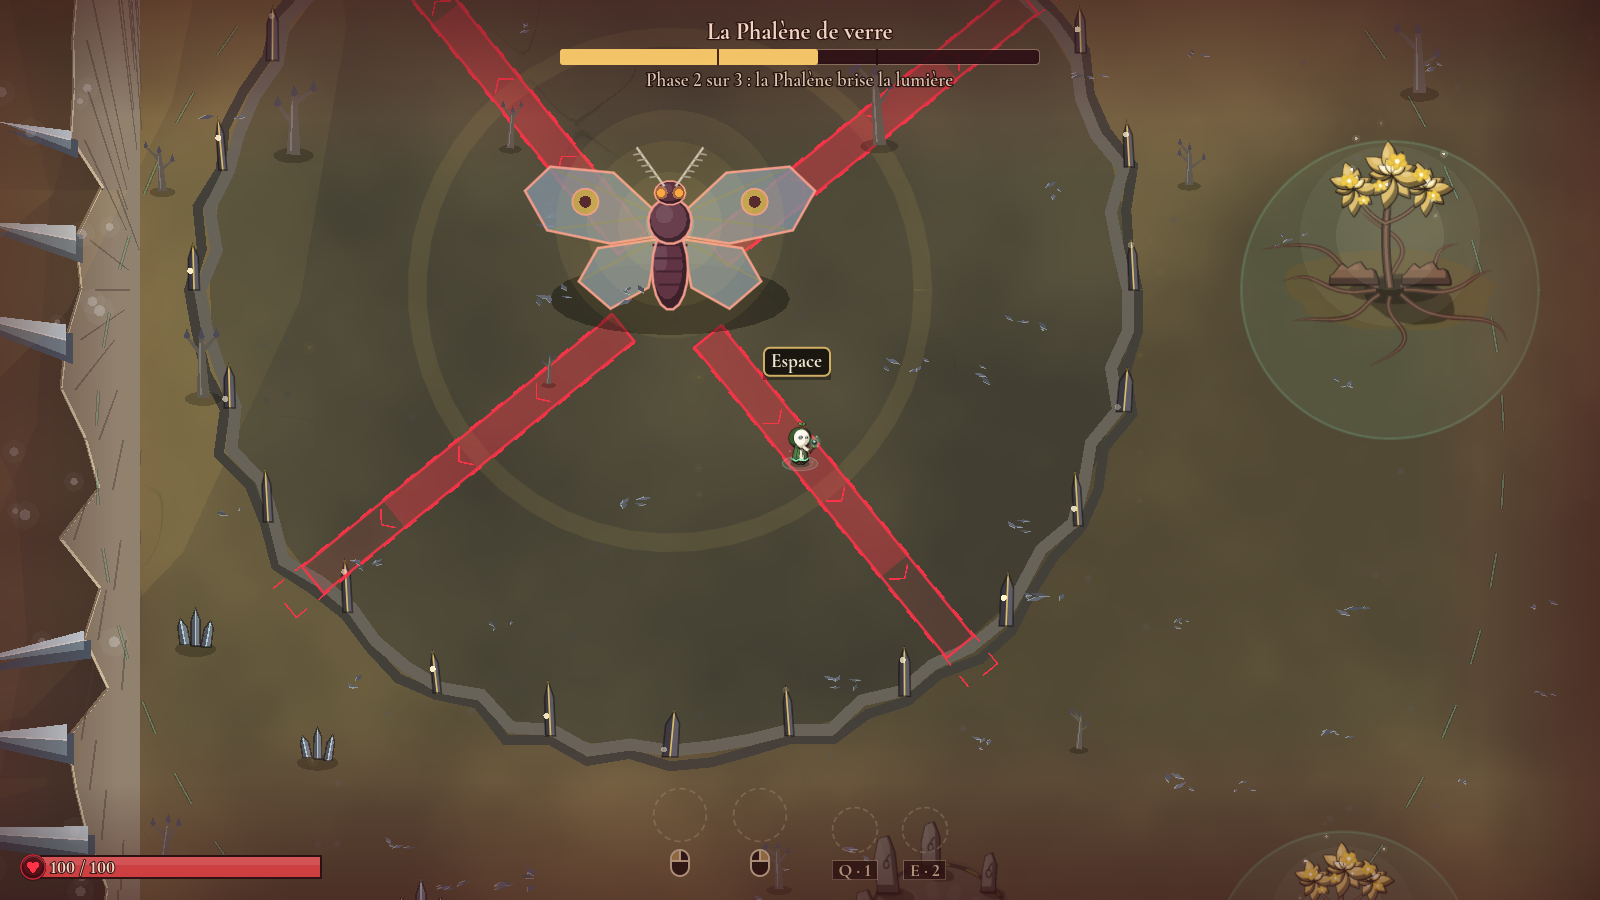 La Phalène de verre
Phase 2 sur 3 : la Phalène brise la lumière
Espace
100 / 100
Q · 1
E · 2